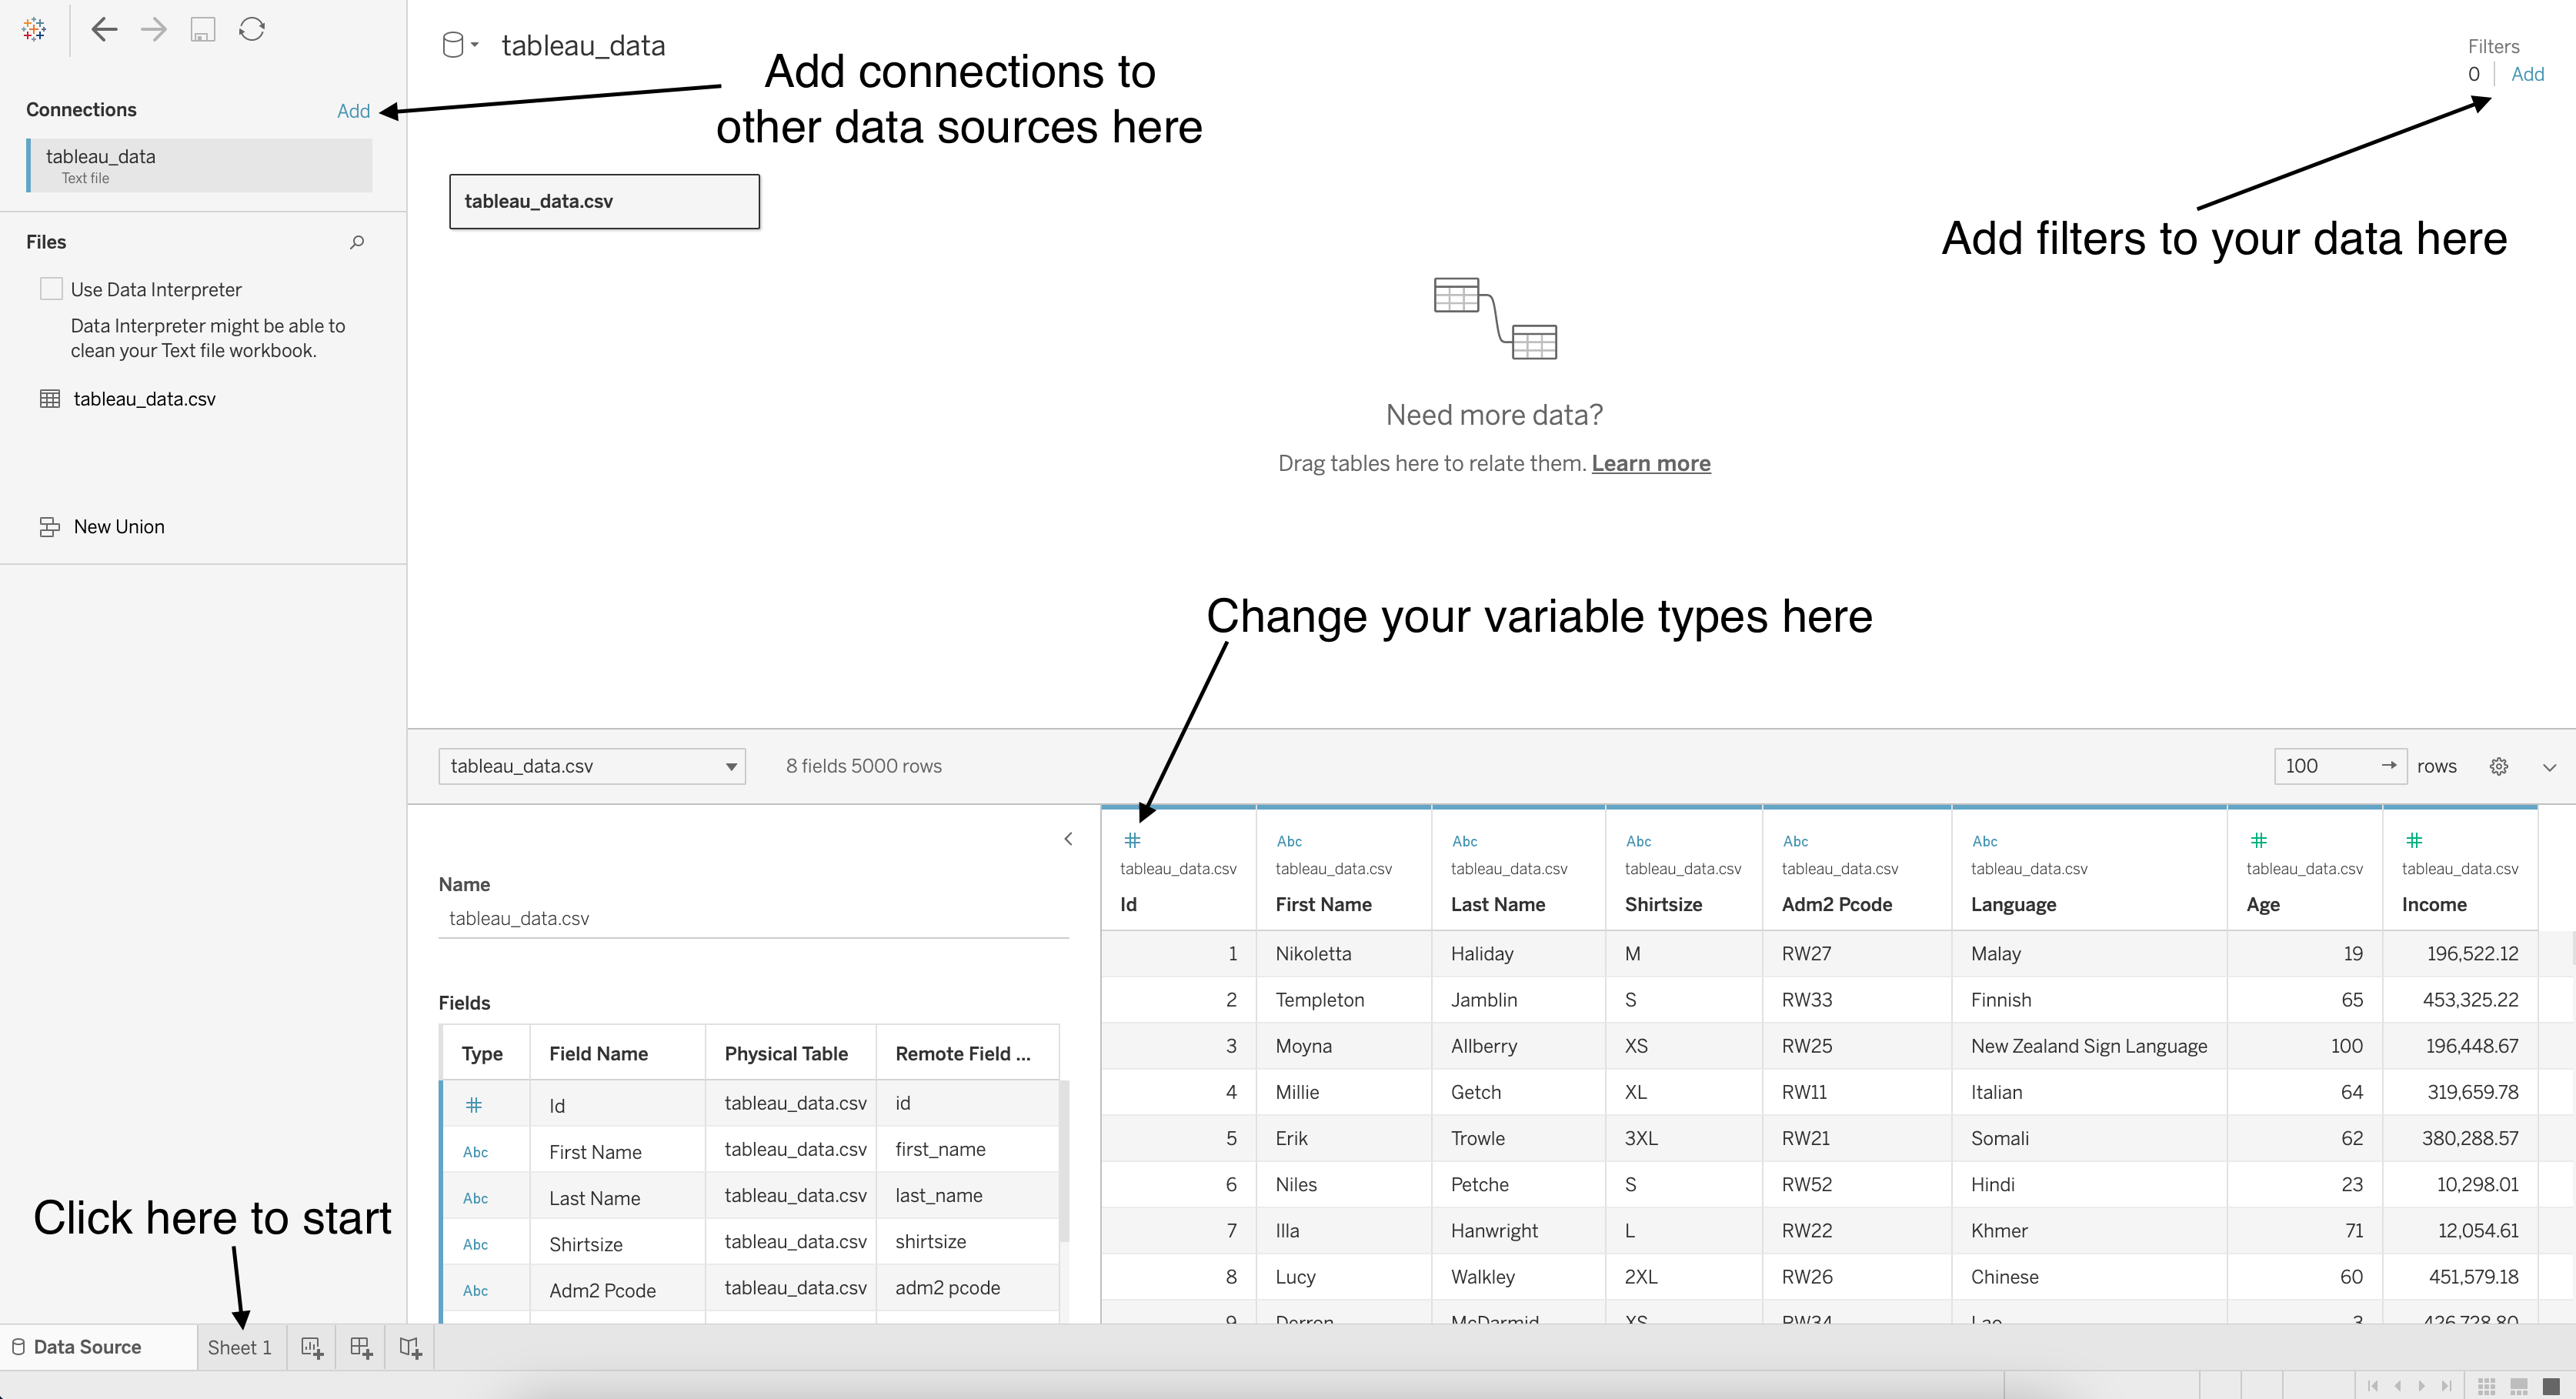 tableau_data
Add connections to
other data sources here
Filters
0 Add
Connections Add
tableau_data
Text file
tableau_data.csv
Add filters to your data here
Files
Use Data Interpreter
Data Interpreter might be able to
clean your Text file workbook.
tableau_data.csv
New Union
Need more data?
Drag tables here to relate them. Learn more
Change your variable types here
tableau_data.csv 8 fields 5000 rows 100 → rows
Name
tableau_data.csv
Fields
Type Field Name Physical Table Remote Field ...
# Id tableau_data.csv id
Abc First Name tableau_data.csv first_name
Abc Last Name tableau_data.csv last_name
Abc Shirtsize tableau_data.csv shirtsize
Abc Adm2 Pcode tableau_data.csv adm2 pcode
# Abc Abc Abc Abc Abc # #
tableau_data.csv tableau_data.csv tableau_data.csv tableau_data.csv tableau_data.csv tableau_data.csv tableau_data.csv tableau_data.csv
Id First Name Last Name Shirtsize Adm2 Pcode Language Age Income
1 Nikoletta Haliday M RW27 Malay 19 196,522.12
2 Templeton Jamblin S RW33 Finnish 65 453,325.22
3 Moyna Allberry XS RW25 New Zealand Sign Language 100 196,448.67
4 Millie Getch XL RW11 Italian 64 319,659.78
5 Erik Trowle 3XL RW21 Somali 62 380,288.57
6 Niles Petche S RW52 Hindi 23 10,298.01
7 Illa Hanwright L RW22 Khmer 71 12,054.61
8 Lucy Walkley 2XL RW26 Chinese 60 451,579.18
9 McDarmid XS RW34 Lao 3 426,728.80
Click here to start
Data Source Sheet 1